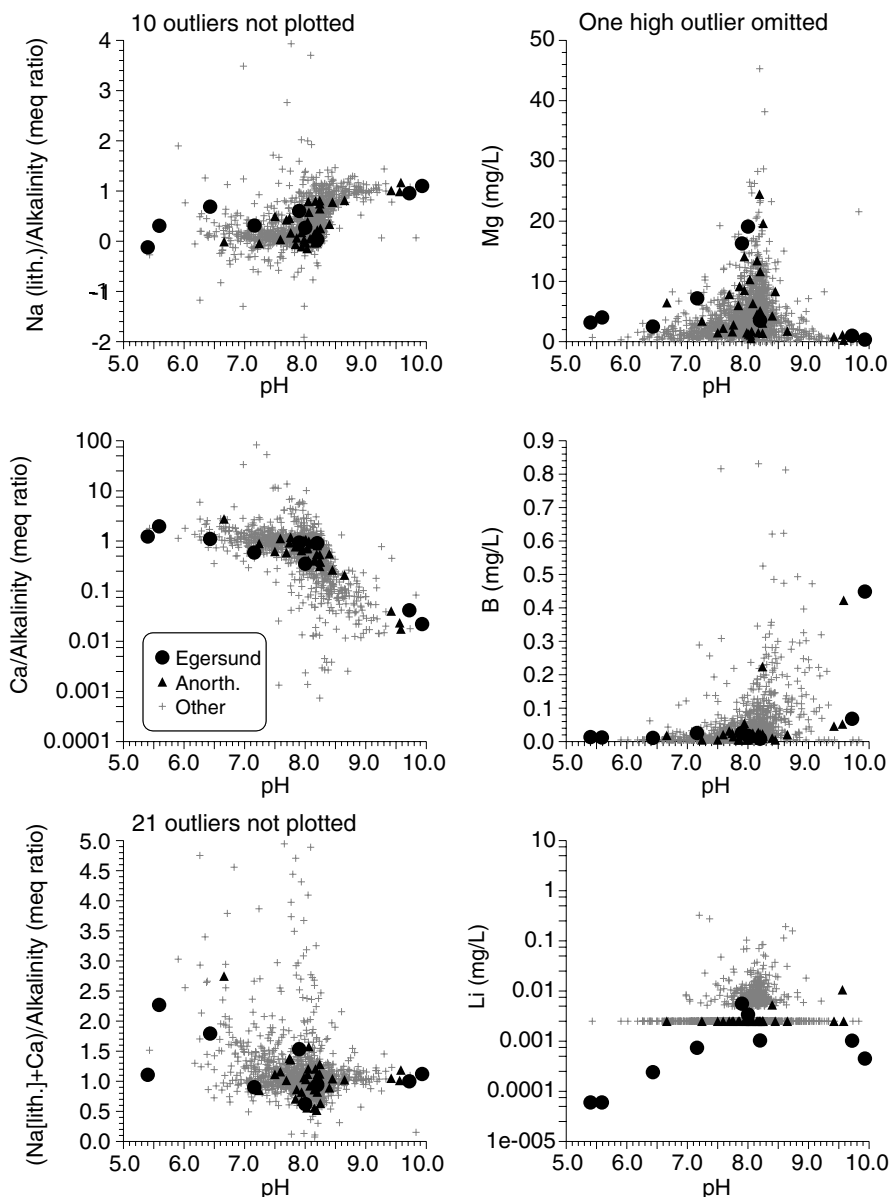 10 outliers not plotted
Na (lith.)/Alkalinity (meq ratio)
4
3
2
1
0
-1
-2
5.0 6.0 7.0 8.0 9.0 10.0
pH
One high outlier omitted
Mg (mg/L)
50
40
30
20
10
0
5.0 6.0 7.0 8.0 9.0 10.0
pH
Ca/Alkalinity (meq ratio)
100
10
1
0.1
0.01
0.001
0.0001
Egersund
Anorth.
Other
5.0 6.0 7.0 8.0 9.0 10.0
pH
B (mg/L)
0.9
0.8
0.7
0.6
0.5
0.4
0.3
0.2
0.1
0.0
5.0 6.0 7.0 8.0 9.0 10.0
pH
21 outliers not plotted
(Na[lith.]+Ca)/Alkalinity (meq ratio)
5.0
4.5
4.0
3.5
3.0
2.5
2.0
1.5
1.0
0.5
0.0
5.0 6.0 7.0 8.0 9.0 10.0
pH
Li (mg/L)
10
1
0.1
0.01
0.001
0.0001
1e-005
5.0 6.0 7.0 8.0 9.0 10.0
pH